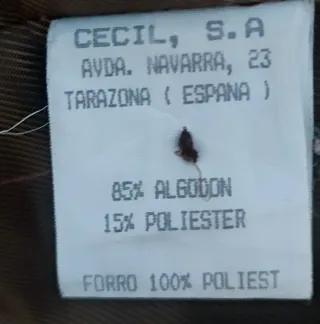 CECIL, S.A
AVDA. NAVARRA, 23
TARAZONA ( ESPANA )
85% ALGODON
15% POLIESTER
FORRO 100% POLIEST